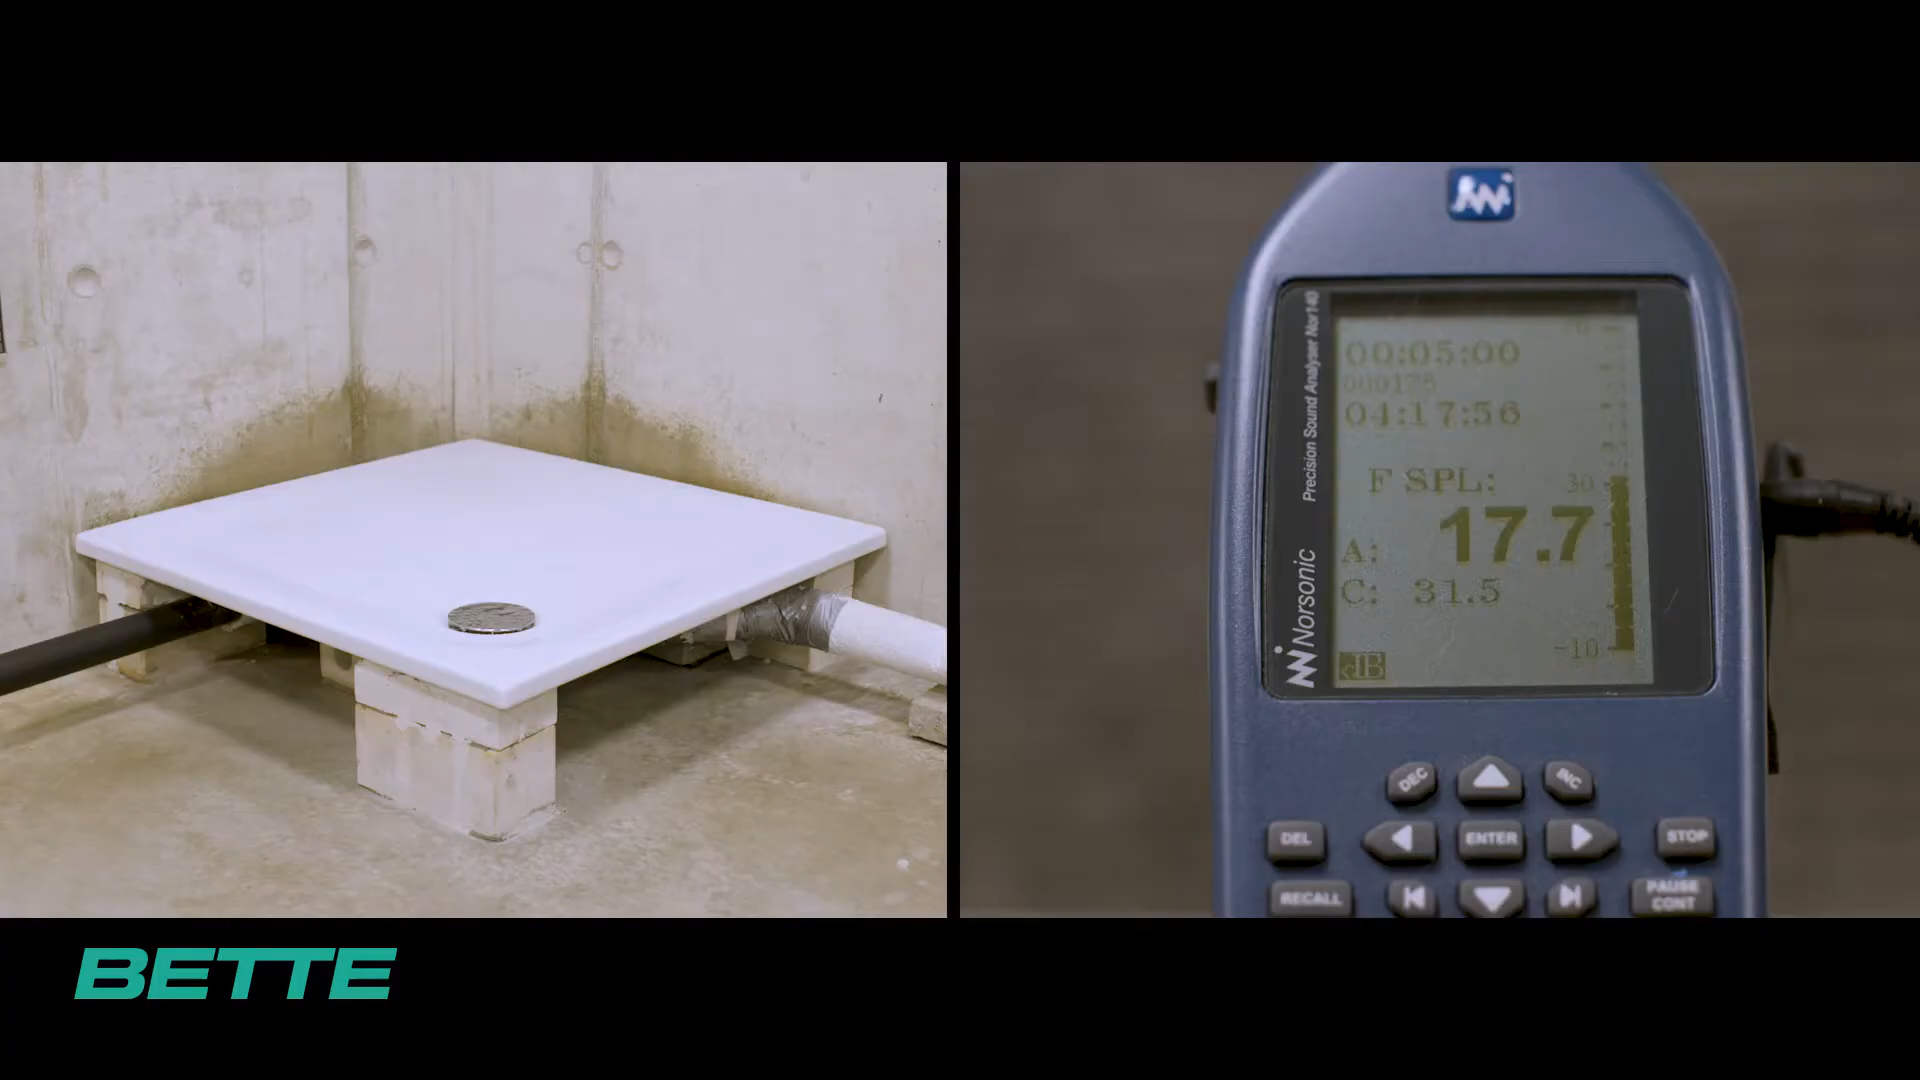 Precision Sound Analyser Nor140
Norsonic
00:05:00
000175
04:17:56
F SPL:
30
A: 17.7
C: 31.5
-10
dB
DEC
INC
DEL
ENTER
STOP
RECALL
PAUSE
CONT
BETTE